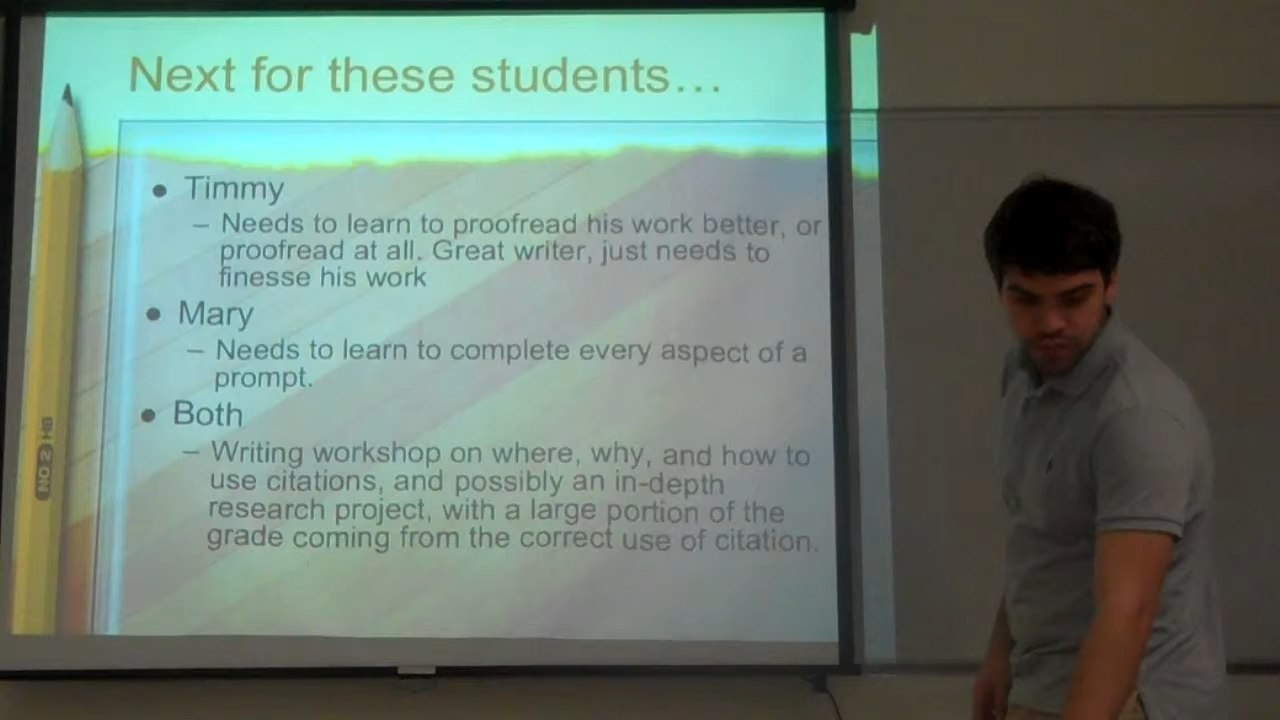 Next for these students…
● Timmy
– Needs to learn to proofread his work better, or
proofread at all. Great writer, just needs to
finesse his work
● Mary
– Needs to learn to complete every aspect of a
prompt.
● Both
– Writing workshop on where, why, and how to
use citations, and possibly an in-depth
research project, with a large portion of the
grade coming from the correct use of citation.
NO 2 HB